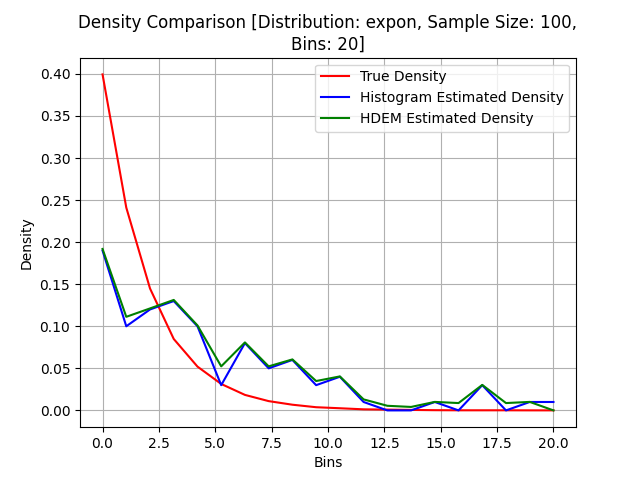 Density Comparison [Distribution: expon, Sample Size: 100,
Bins: 20]
True Density
Histogram Estimated Density
HDEM Estimated Density
Density
0.40
0.35
0.30
0.25
0.20
0.15
0.10
0.05
0.00
0.0 2.5 5.0 7.5 10.0 12.5 15.0 17.5 20.0
Bins